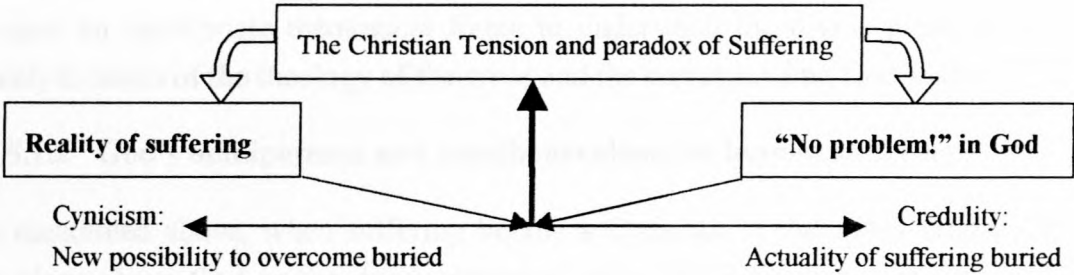 The Christian Tension and paradox of Suffering
Reality of suffering
“No problem!” in God
Cynicism:
New possibility to overcome buried
Credulity:
Actuality of suffering buried